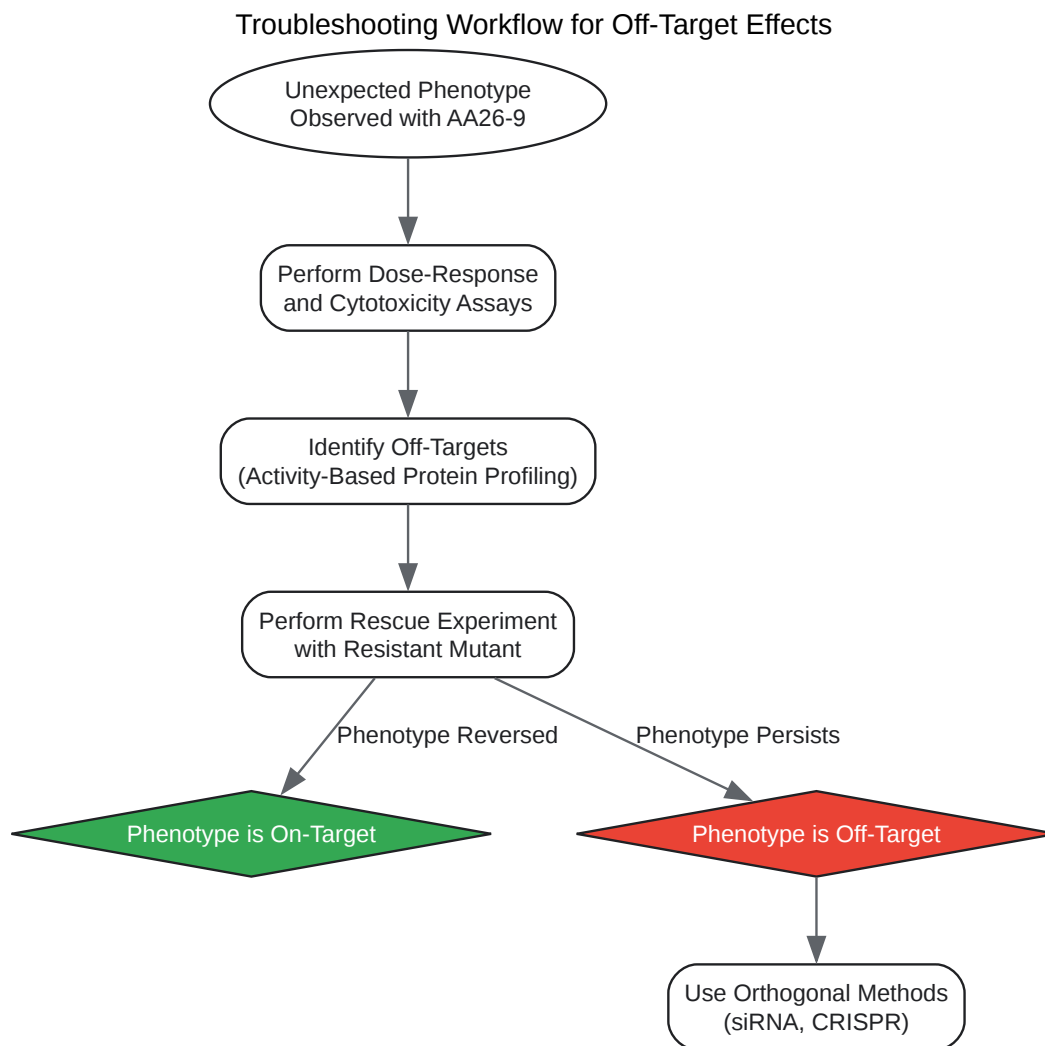 Troubleshooting Workflow for Off-Target Effects
Unexpected Phenotype
Observed with AA26-9
Perform Dose-Response
and Cytotoxicity Assays
Identify Off-Targets
(Activity-Based Protein Profiling)
Perform Rescue Experiment
with Resistant Mutant
Phenotype Reversed
Phenotype Persists
Phenotype is On-Target
Phenotype is Off-Target
Use Orthogonal Methods
(siRNA, CRISPR)